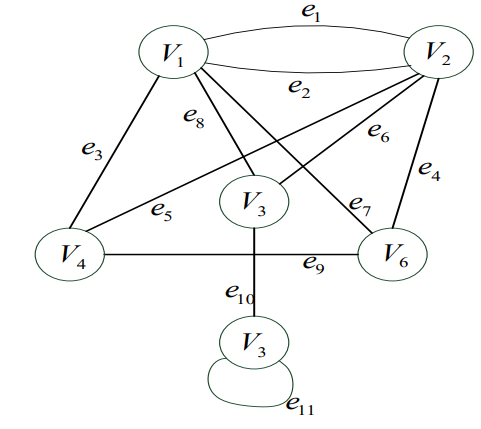 e₁
V₁ V₂
e₂
e₈
e₆
e₃
e₄
e₅ V₃ e₇
V₄ e₉ V₆
e₁₀
V₃
e₁₁